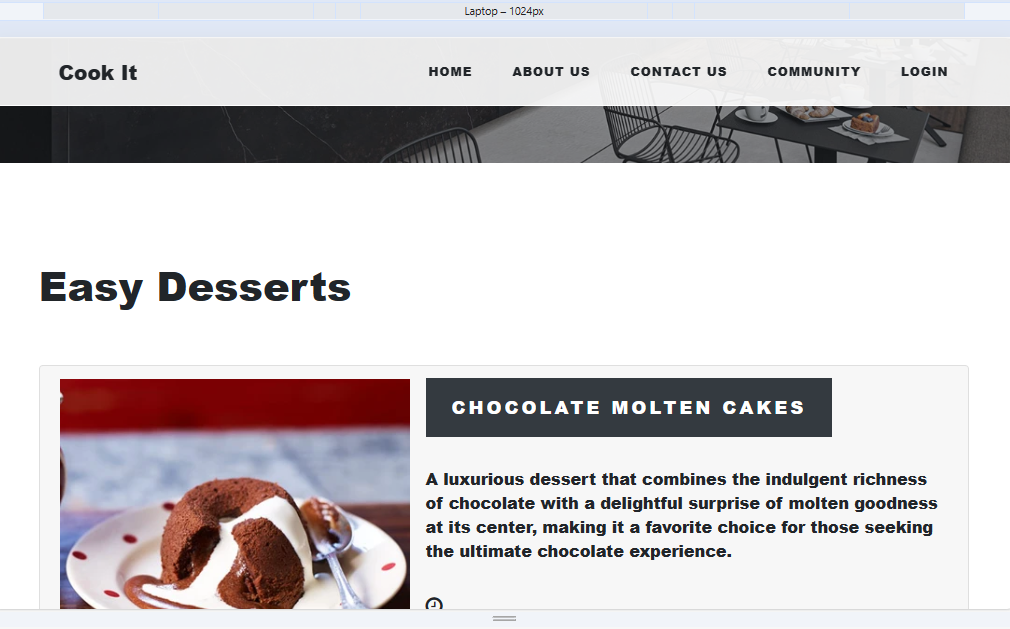 Laptop – 1024px
Cook It
HOME
ABOUT US
CONTACT US
COMMUNITY
LOGIN
Easy Desserts
CHOCOLATE MOLTEN CAKES
A luxurious dessert that combines the indulgent richness
of chocolate with a delightful surprise of molten goodness
at its center, making it a favorite choice for those seeking
the ultimate chocolate experience.